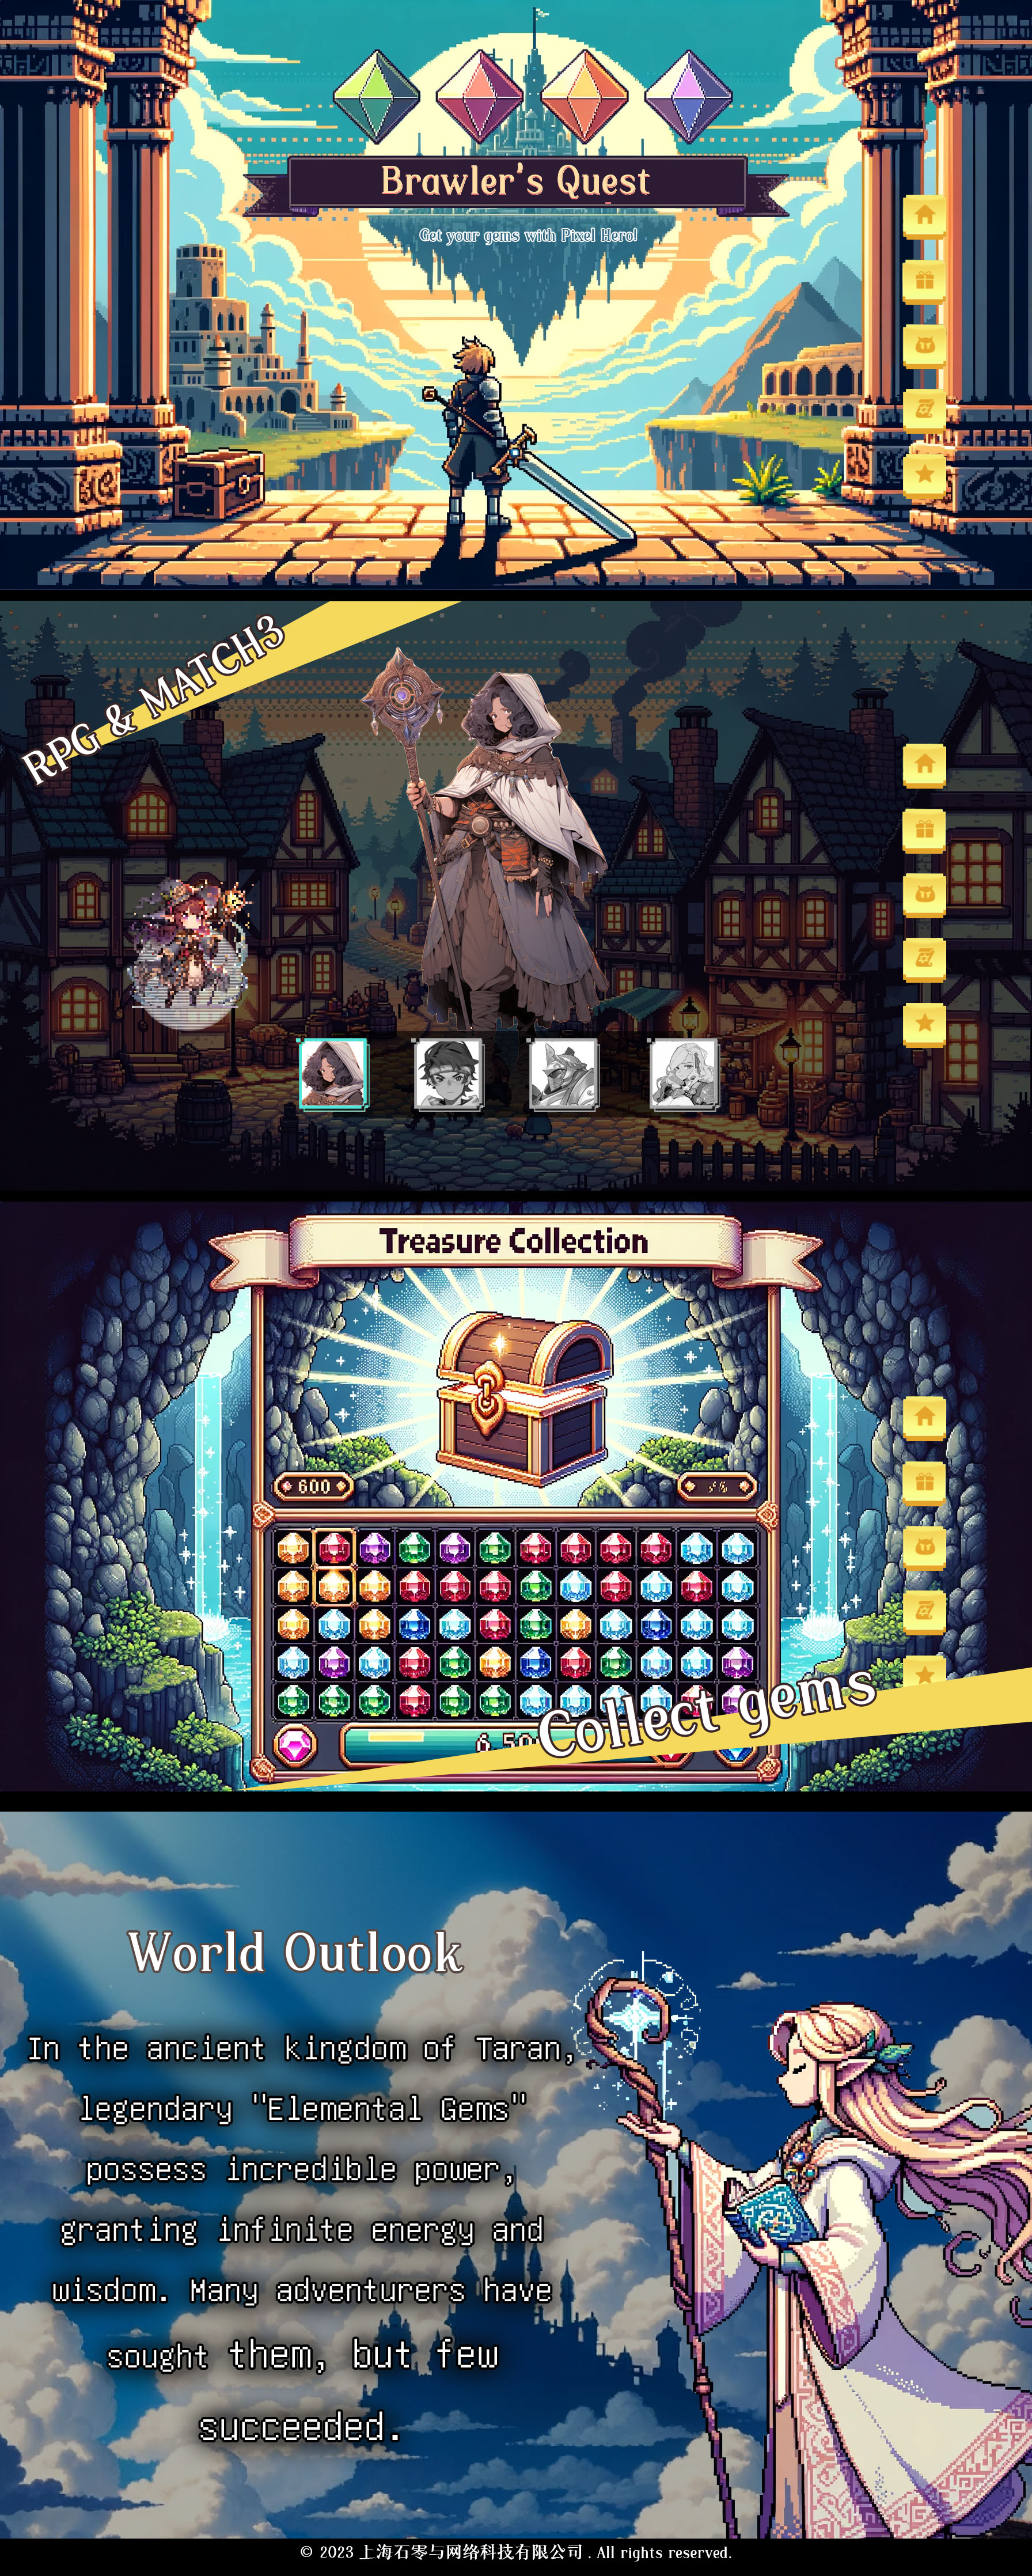 Brawler's Quest
Get your gems with Pixel Hero!
RPG & MATCH3
Treasure Collection
600
6,50
Collect gems
World Outlook
In the ancient kingdom of Taran,
legendary "Elemental Gems"
possess incredible power,
granting infinite energy and
wisdom. Many adventurers have
sought them, but few
succeeded.
© 2023 上海石零与网络科技有限公司 . All rights reserved.